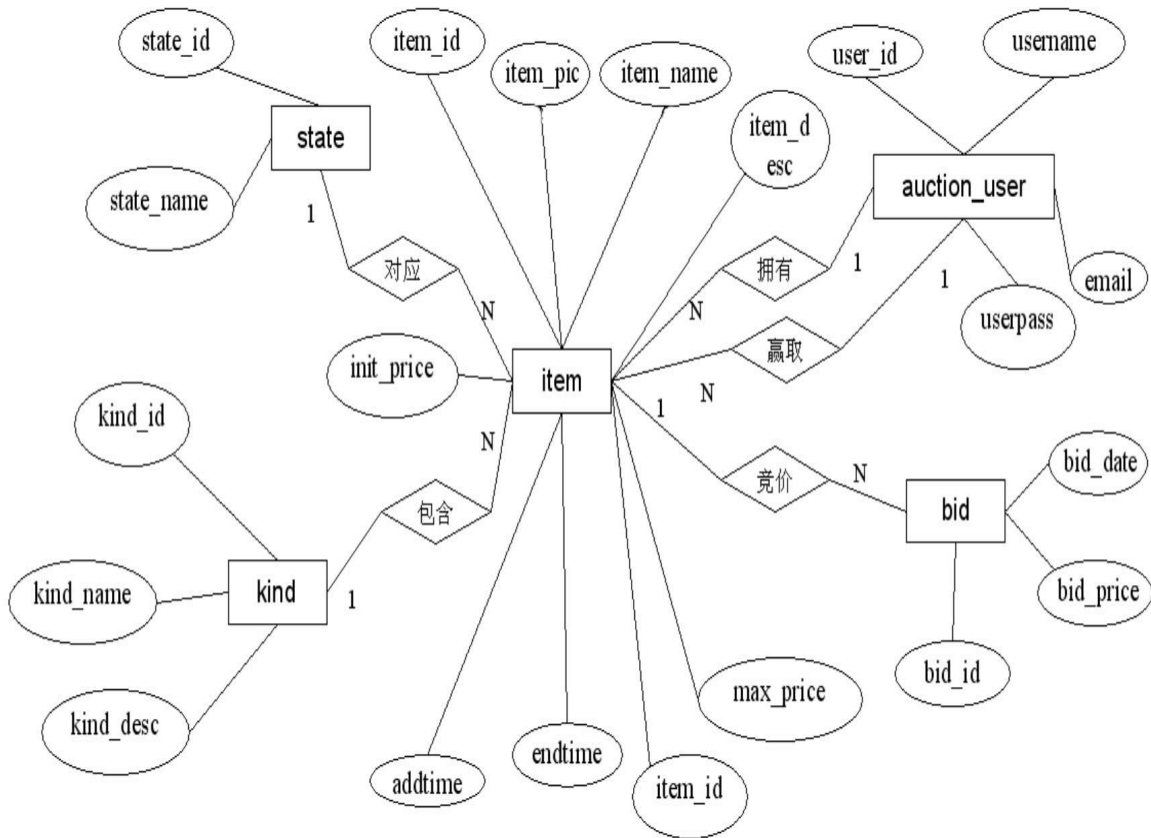 state_id
item_id
item_pic
item_name
user_id
username
state
item_d
esc
auction_user
state_name
1
对应
拥有
1
1
email
N
N
userpass
赢取
init_price
item
N
1
kind_id
N
bid_date
竞价
N
包含
bid
kind_name
kind
1
bid_price
bid_id
max_price
kind_desc
endtime
addtime
item_id